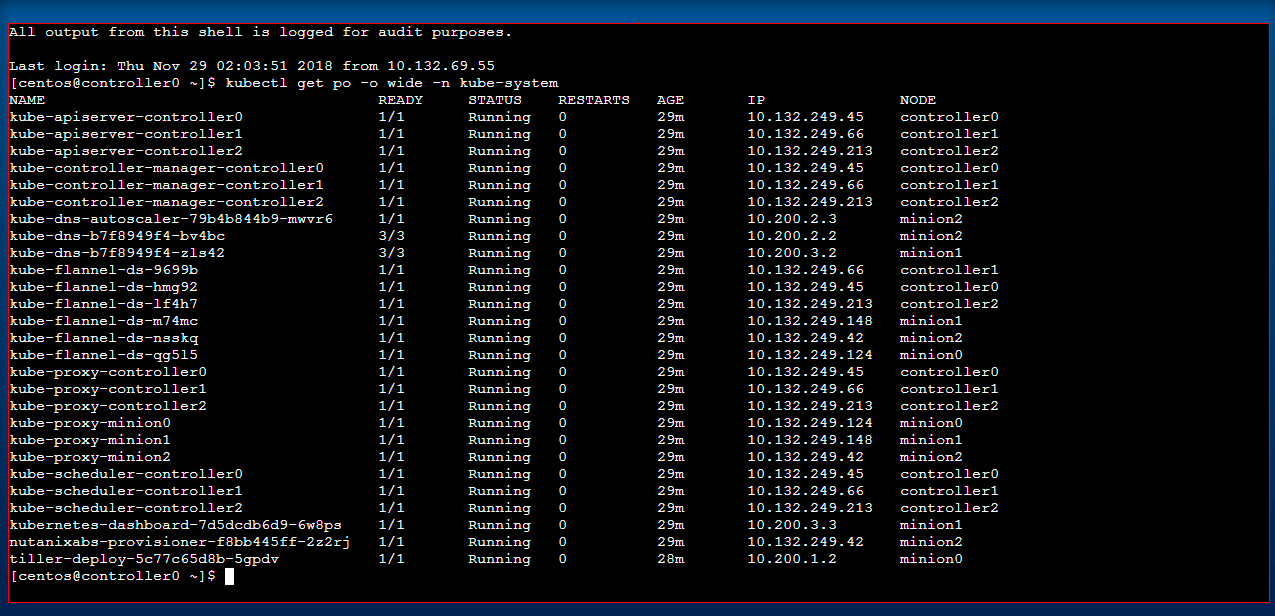 All output from this shell is logged for audit purposes.
Last login: Thu Nov 29 02:03:51 2018 from 10.132.69.55
[centos@controller0 ~]$ kubectl get po -o wide -n kube-system
NAME READY STATUS RESTARTS AGE IP NODE
kube-apiserver-controller0 1/1 Running 0 29m 10.132.249.45 controller0
kube-apiserver-controller1 1/1 Running 0 29m 10.132.249.66 controller1
kube-apiserver-controller2 1/1 Running 0 29m 10.132.249.213 controller2
kube-controller-manager-controller0 1/1 Running 0 29m 10.132.249.45 controller0
kube-controller-manager-controller1 1/1 Running 0 29m 10.132.249.66 controller1
kube-controller-manager-controller2 1/1 Running 0 29m 10.132.249.213 controller2
kube-dns-autoscaler-79b4b844b9-mwvr6 1/1 Running 0 29m 10.200.2.3 minion2
kube-dns-b7f8949f4-bv4bc 3/3 Running 0 29m 10.200.2.2 minion2
kube-dns-b7f8949f4-zls42 3/3 Running 0 29m 10.200.3.2 minion1
kube-flannel-ds-9699b 1/1 Running 0 29m 10.132.249.66 controller1
kube-flannel-ds-hmg92 1/1 Running 0 29m 10.132.249.45 controller0
kube-flannel-ds-lf4h7 1/1 Running 0 29m 10.132.249.213 controller2
kube-flannel-ds-m74mc 1/1 Running 0 29m 10.132.249.148 minion1
kube-flannel-ds-nsskq 1/1 Running 0 29m 10.132.249.42 minion2
kube-flannel-ds-qg5l5 1/1 Running 0 29m 10.132.249.124 minion0
kube-proxy-controller0 1/1 Running 0 29m 10.132.249.45 controller0
kube-proxy-controller1 1/1 Running 0 29m 10.132.249.66 controller1
kube-proxy-controller2 1/1 Running 0 29m 10.132.249.213 controller2
kube-proxy-minion0 1/1 Running 0 29m 10.132.249.124 minion0
kube-proxy-minion1 1/1 Running 0 29m 10.132.249.148 minion1
kube-proxy-minion2 1/1 Running 0 29m 10.132.249.42 minion2
kube-scheduler-controller0 1/1 Running 0 29m 10.132.249.45 controller0
kube-scheduler-controller1 1/1 Running 0 29m 10.132.249.66 controller1
kube-scheduler-controller2 1/1 Running 0 29m 10.132.249.213 controller2
kubernetes-dashboard-7d5dcdb6d9-6w8ps 1/1 Running 0 29m 10.200.3.3 minion1
nutanixabs-provisioner-f8bb445ff-2z2rj 1/1 Running 0 29m 10.132.249.42 minion2
tiller-deploy-5c77c65d8b-5gpdv 1/1 Running 0 28m 10.200.1.2 minion0
[centos@controller0 ~]$